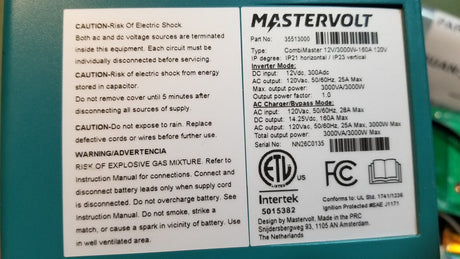 CAUTION-Risk Of Electric Shock.
Both ac and dc voltage sources are terminated
inside this equipment. Each circuit must be
individually disconnected before servicing.
CAUTION-Risk of electric shock from energy
stored in capacitor.
Do not remove cover until 5 minutes after
disconnecting all sources of supply.
CAUTION-Do not expose to rain. Replace
defective cords or wires before further use.
WARNING/ADVERTENCIA
RISK OF EXPLOSIVE GAS MIXTURE. Refer to
Instruction Manual for connections. Connect and
disconnect battery leads only when supply cord
is disconnected. Do not overcharge battery. See
Instruction Manual. Do not smoke, strike a
match, or cause a spark in vicinity of battery. Use
in well ventilated area.
MASTERVOLT
Part No: 35513000
Type: CombiMaster 12V/3000W-160A 120V
IP degree: IP21 horizontal / IP23 vertical
Inverter Mode:
DC input: 12Vdc, 300Adc
AC output: 120Vac, 50/60Hz, 25A Max
Max. output power: 3000VA/3000W
Output power factor: 1.0
AC Charger/Bypass Mode:
AC input: 120Vac, 50/60Hz, 28A Max
DC output: 14.25Vdc, 160A Max
AC output: 120Vac, 50/60Hz, 25A Max, 3000W Max
Total output power: 3000VA/3000W Max
Serial No: NN26C0135
ETL
LISTED
Intertek
5015382
FC
Conforms to: UL Std. 1741/1236
Ignition Protected #SAE J1171
Design by Mastervolt, Made in the PRC
Snijdersbergweg 93, 1105 AN Amsterdam.
The Netherlands